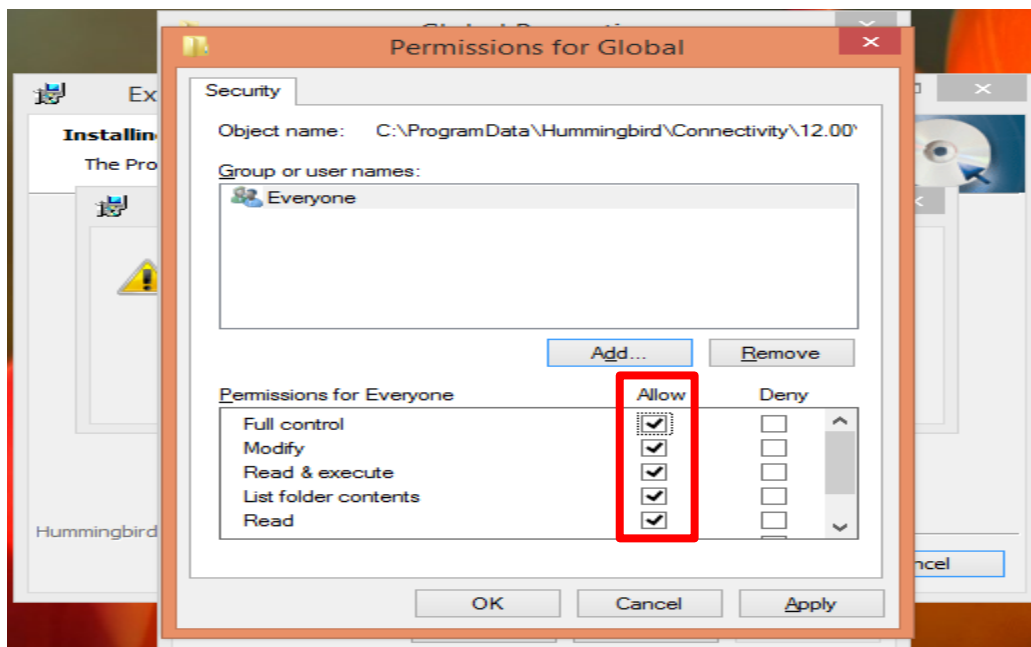 Permissions for Global
Ex
Security
Installin
The Pro
Object name: C:\ProgramData\Hummingbird\Connectivity\12.00
Group or user names:
Everyone
Add...
Remove
Permissions for Everyone
Allow
Deny
Full control
Modify
Read & execute
List folder contents
Read
Hummingbird
ncel
OK
Cancel
Apply